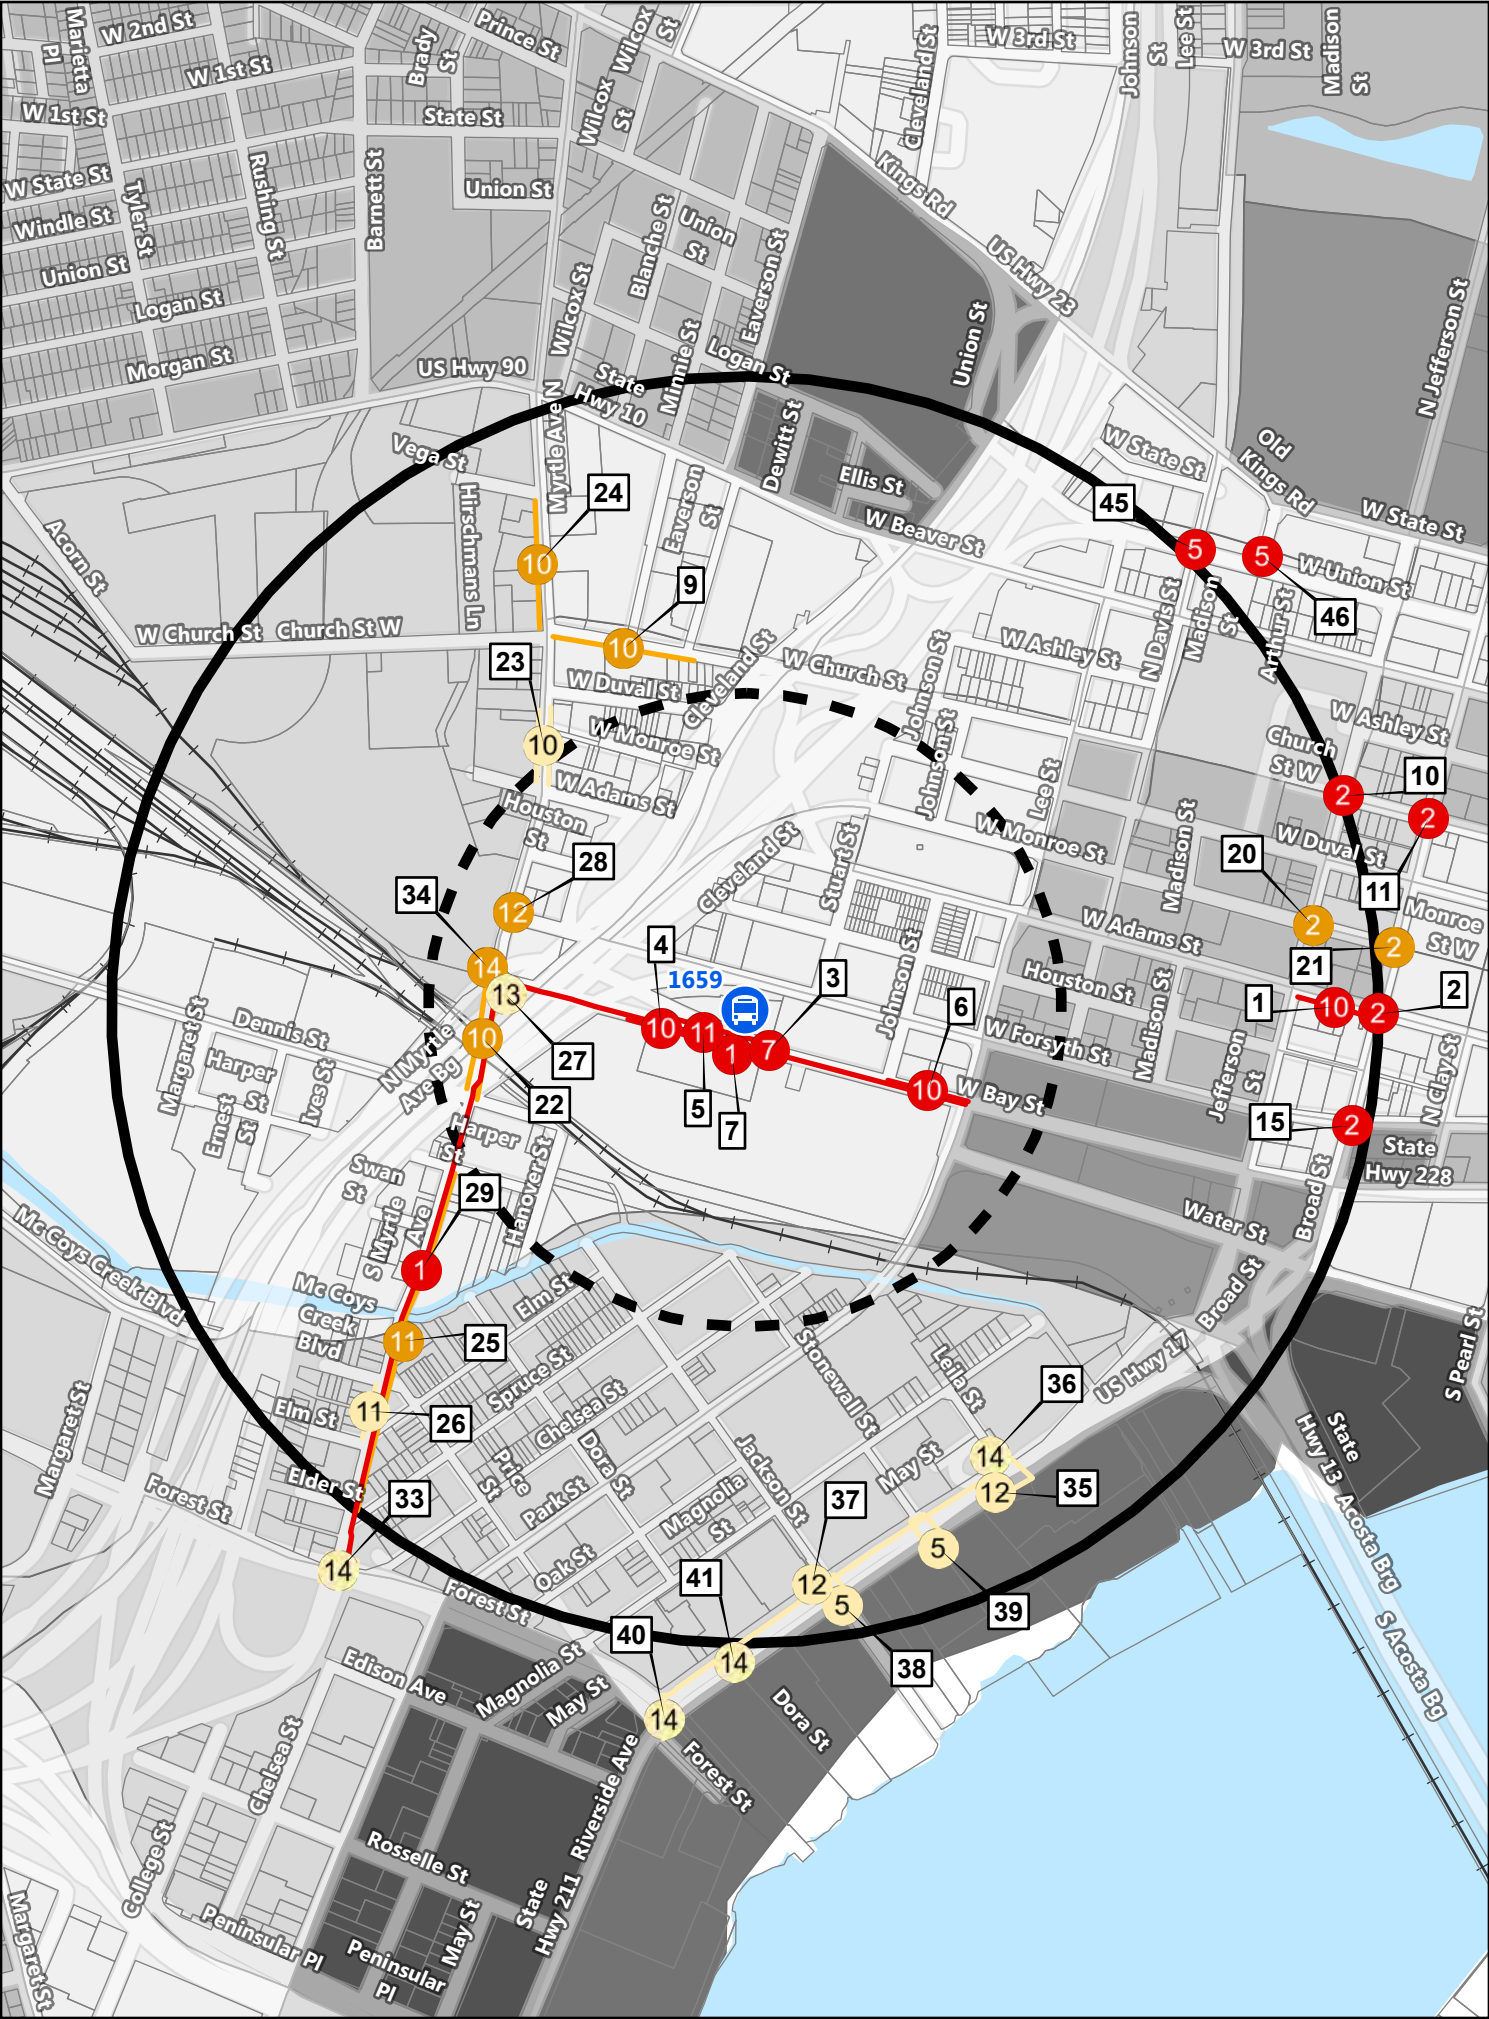 W 2nd St
Marietta
Pl
Brady
St
Prince St
Wilcox
St
W 3rd St
Johnson
St
Lee St
W 3rd St
Madison
St
W 1st St
W 1st St
State St
Wilcox
St
Cleveland St
Kings Rd
W State St
Windle St
Tyler St
Rushing St
Barnett St
Union St
Union St
Logan St
Morgan St
US Hwy 90
Blanche St
Union
St
Eaverson St
Wilcox St
Minnie St
Logan St
State
Hwy 10
Union St
US Hwy 23
N Jefferson St
Vega St
Myrtle Ave N
Hirschmans Ln
Acorn St
24
10
Eaverson
St
Dewitt St
Ellis St
W Beaver St
W State St
Old
Kings Rd
W State St
45
5
5
W Union St
46
9
10
W Church St
Church St W
23
W Duval St
Cleveland St
W Church St
Johnson St
W Ashley St
N Davis St
Madison
St
Arthur St
10
W Monroe St
W Adams St
Houston
St
Johnson St
Lee St
W Monroe St
Church
St W
W Ashley St
10
2
2
W Duval St
Madison St
20
11
2
Monroe
St W
2
21
28
12
34
14
13
27
Cleveland St
Stuart St
Johnson St
W Adams St
Houston St
W Forsyth St
Madison St
Jefferson
St
1
10
2
2
4
1659
3
6
10
11
1
7
10
5
7
W Bay St
N Clay St
15
2
State
Hwy 228
Margaret St
Dennis St
Harper
St
Ernest
St
Ives St
N Myrtle
Ave Bg
10
22
Harper
St
Swan
St
29
Hanover St
S Myrtle
Ave
1
Mc Coys Creek Blvd
Mc Coys
Creek
Blvd
Elm St
11
25
Water St
Broad St
Broad St
US Hwy 17
S Pearl St
Margaret St
Elm St
11
26
Spruce St
Chelsea St
Price
St
Dora St
Park St
Stonewall St
Leila St
36
14
12
35
May St
Jackson St
Magnolia
St
State
Hwy 13
Acosta Brg
S Acosta Bg
Elder St
33
Forest St
14
Oak St
37
12
5
39
5
38
41
40
14
14
Forest St
Edison Ave
Magnolia St
May St
Dora St
Forest St
Riverside Ave
Chelsea St
College St
Rosselle St
May St
State
Hwy 211
Peninsular Pl
Peninsular
Pl
Margaret St